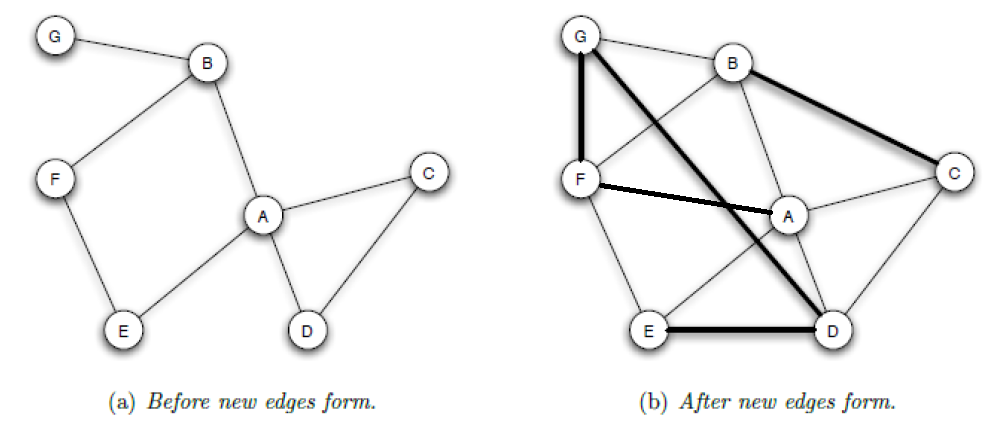 G
B
F
C
A
E
D
(a) Before new edges form.
G
B
F
C
A
E
D
(b) After new edges form.